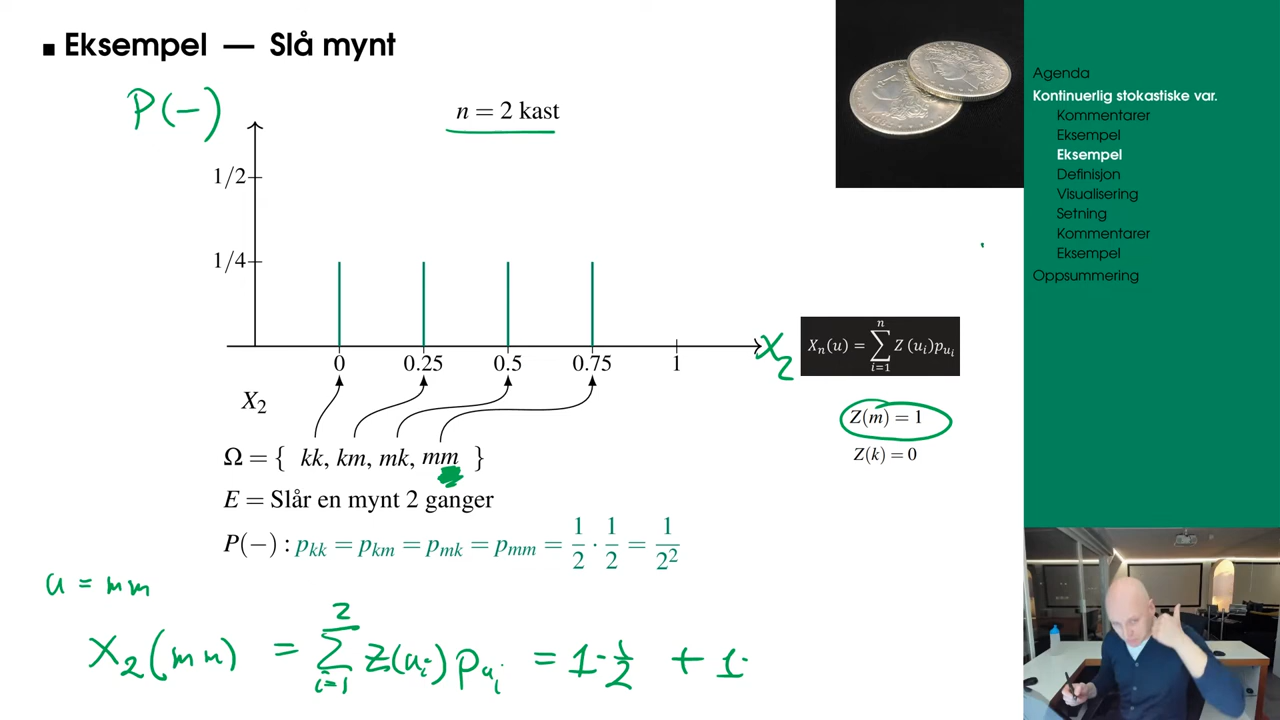 ■ Eksempel — Slå mynt
P(−)
n = 2 kast
1/2
1/4
0 0.25 0.5 0.75 1
X₂
X₂
Ω = { kk, km, mk, mm }
E = Slår en mynt 2 ganger
P(−) : p_kk = p_km = p_mk = p_mm = 1/2 · 1/2 = 1/2²
u = mm
X₂(mm) = ∑_{i=1}^{2} Z(u_i) p_{u_i} = 1·1/2 + 1·
X_n(u) = ∑_{i=1}^{n} Z(u_i)p_{u_i}
Z(m) = 1
Z(k) = 0
Agenda
Kontinuerlig stokastiske var.
Kommentarer
Eksempel
Eksempel
Definisjon
Visualisering
Setning
Kommentarer
Eksempel
Oppsummering